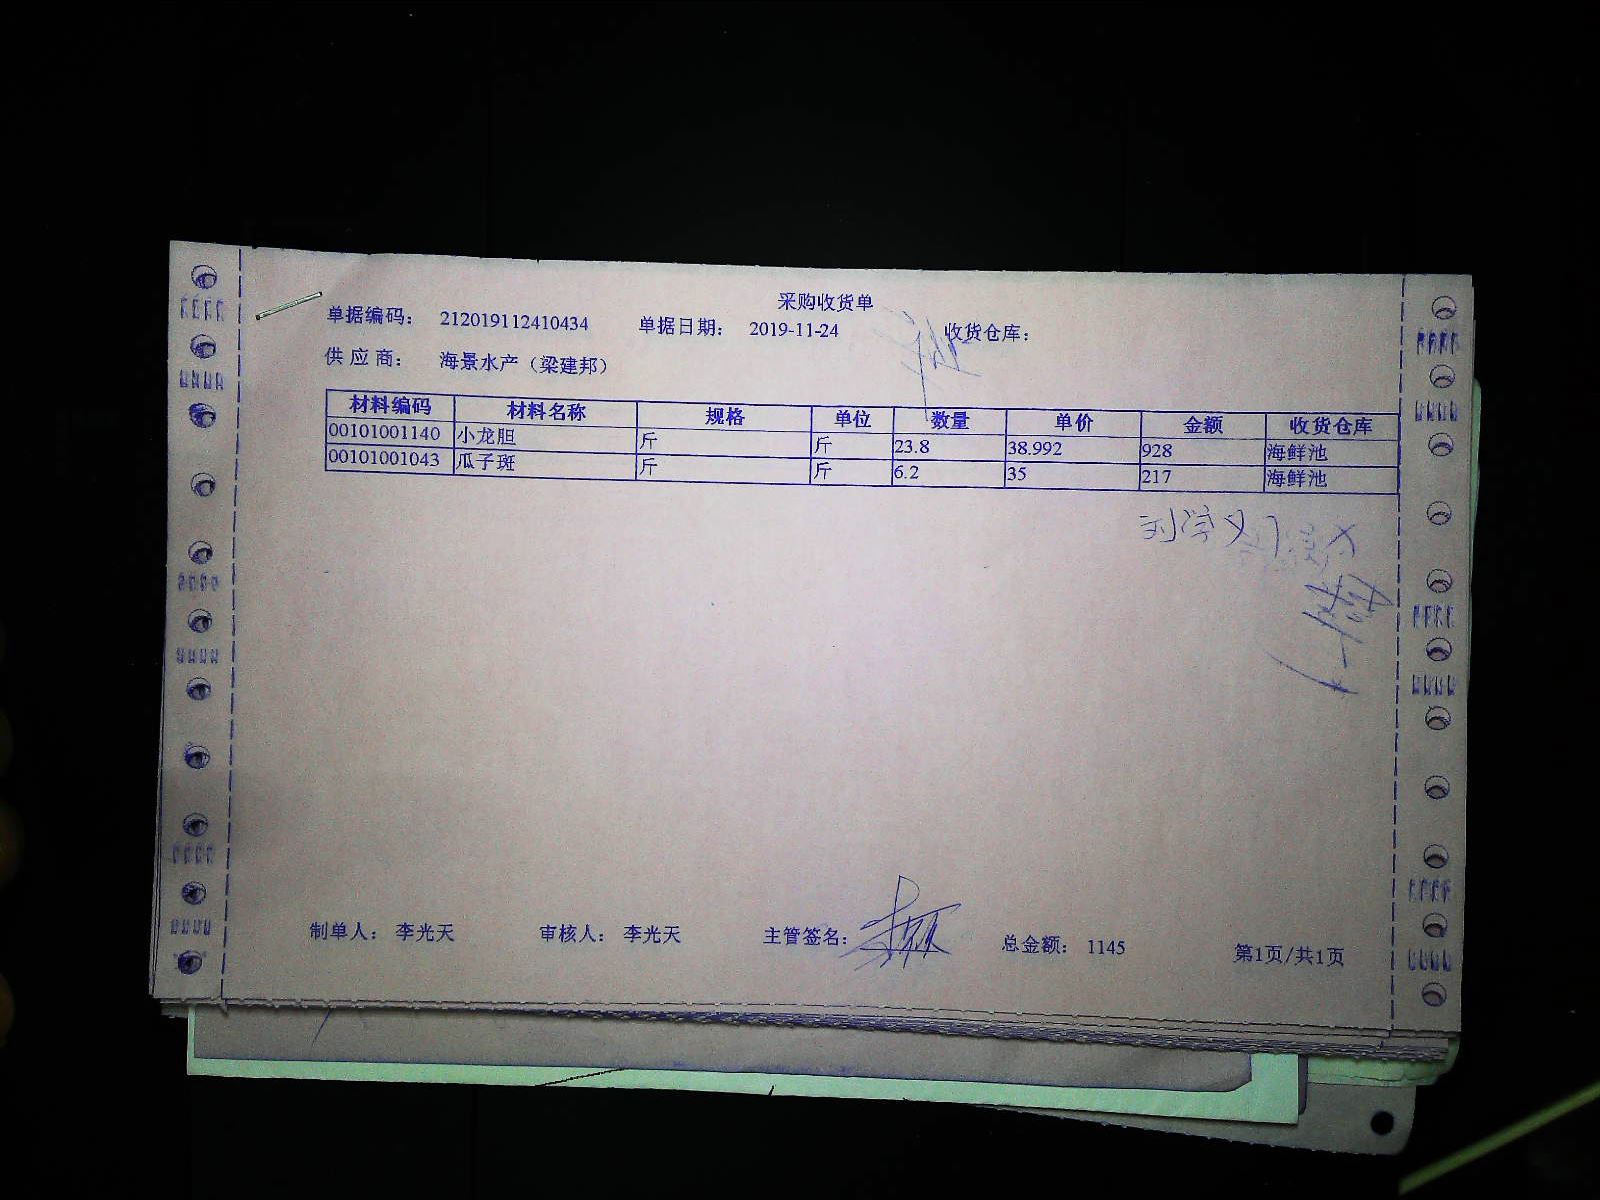 采购收货单
单据编码： 212019112410434 单据日期： 2019-11-24 收货仓库：
供 应 商： 海景水产（梁建邦）
材料编码 材料名称 规格 单位 数量 单价 金额 收货仓库
00101001140 小龙胆 斤 斤 23.8 38.992 928 海鲜池
00101001043 瓜子斑 斤 斤 6.2 35 217 海鲜池
制单人： 李光天 审核人： 李光天 主管签名： 总金额： 1145 第1页/共1页